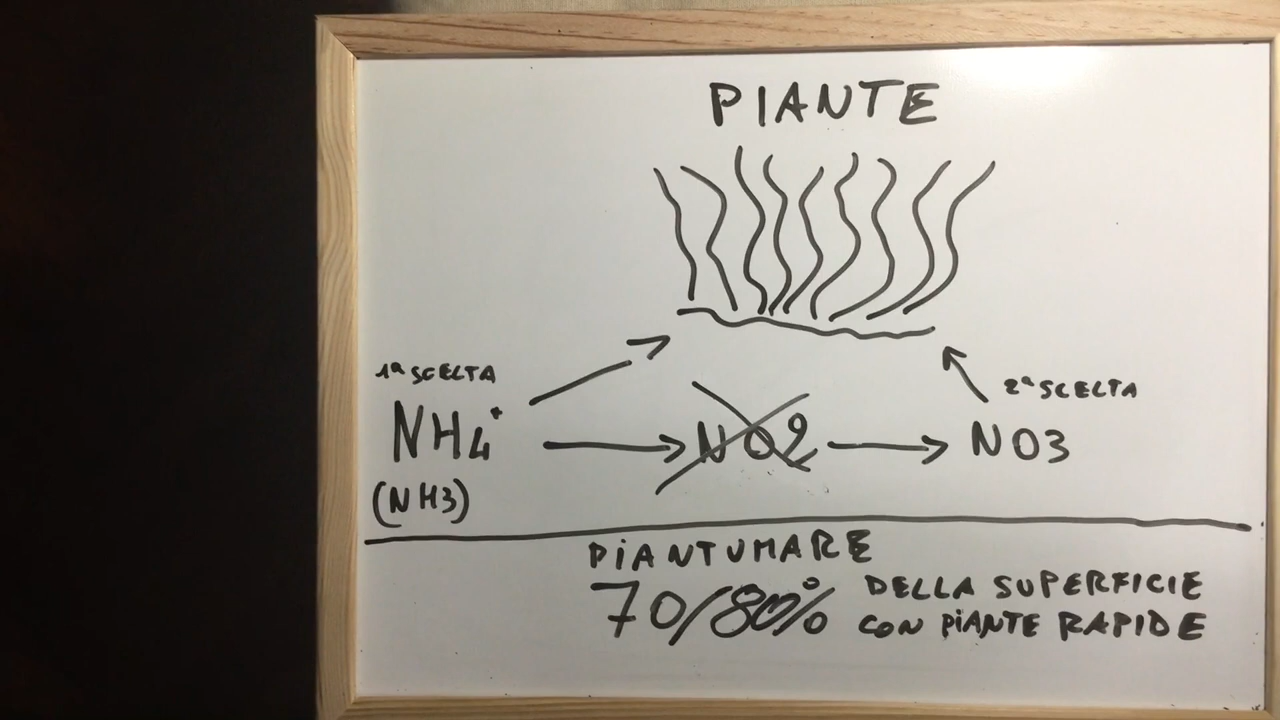 PIANTE
1ª SCELTA
NH4+
(NH3)
NO2
NO3
2ª SCELTA
PiANTUMARE
70/80% DELLA SUPERFICIE
CON PiANTE RAPIDE